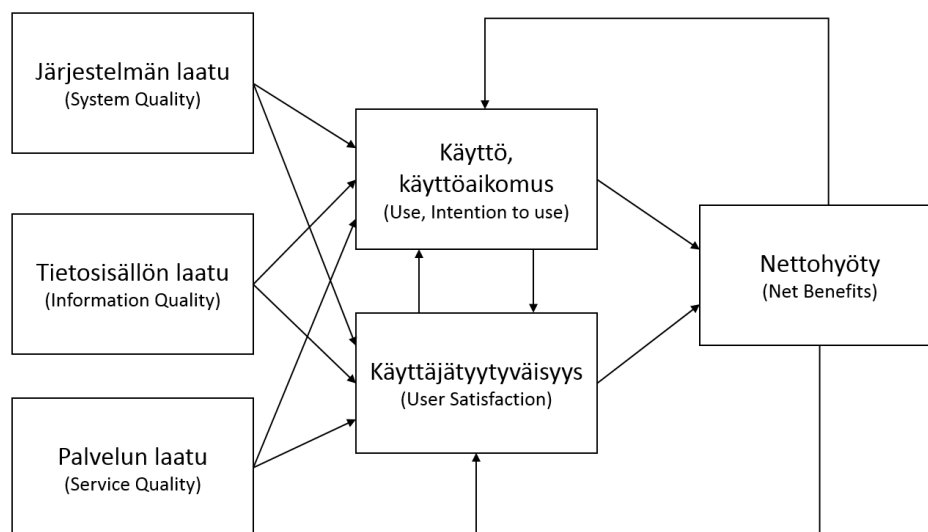 Järjestelmän laatu
(System Quality)
Tietosisällön laatu
(Information Quality)
Palvelun laatu
(Service Quality)
Käyttö,
käyttöaikomus
(Use, Intention to use)
Käyttäjätyytyväisyys
(User Satisfaction)
Nettohyöty
(Net Benefits)